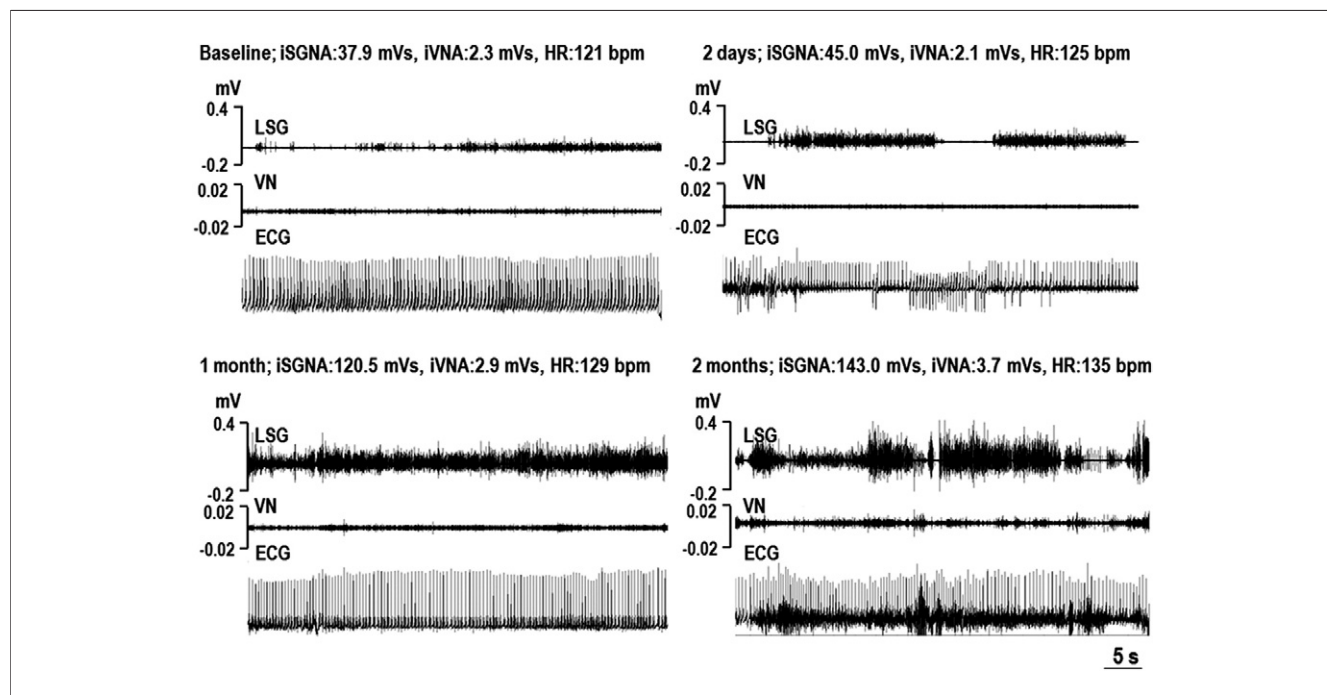 Baseline; iSGNA:37.9 mVs, iVNA:2.3 mVs, HR:121 bpm
mV
0.4
LSG
-0.2
0.02
VN
-0.02
ECG
2 days; iSGNA:45.0 mVs, iVNA:2.1 mVs, HR:125 bpm
mV
0.4
LSG
-0.2
0.02
VN
-0.02
ECG
1 month; iSGNA:120.5 mVs, iVNA:2.9 mVs, HR:129 bpm
mV
0.4
LSG
-0.2
0.02
VN
-0.02
ECG
2 months; iSGNA:143.0 mVs, iVNA:3.7 mVs, HR:135 bpm
mV
0.4
LSG
-0.2
0.02
VN
-0.02
ECG
5 s